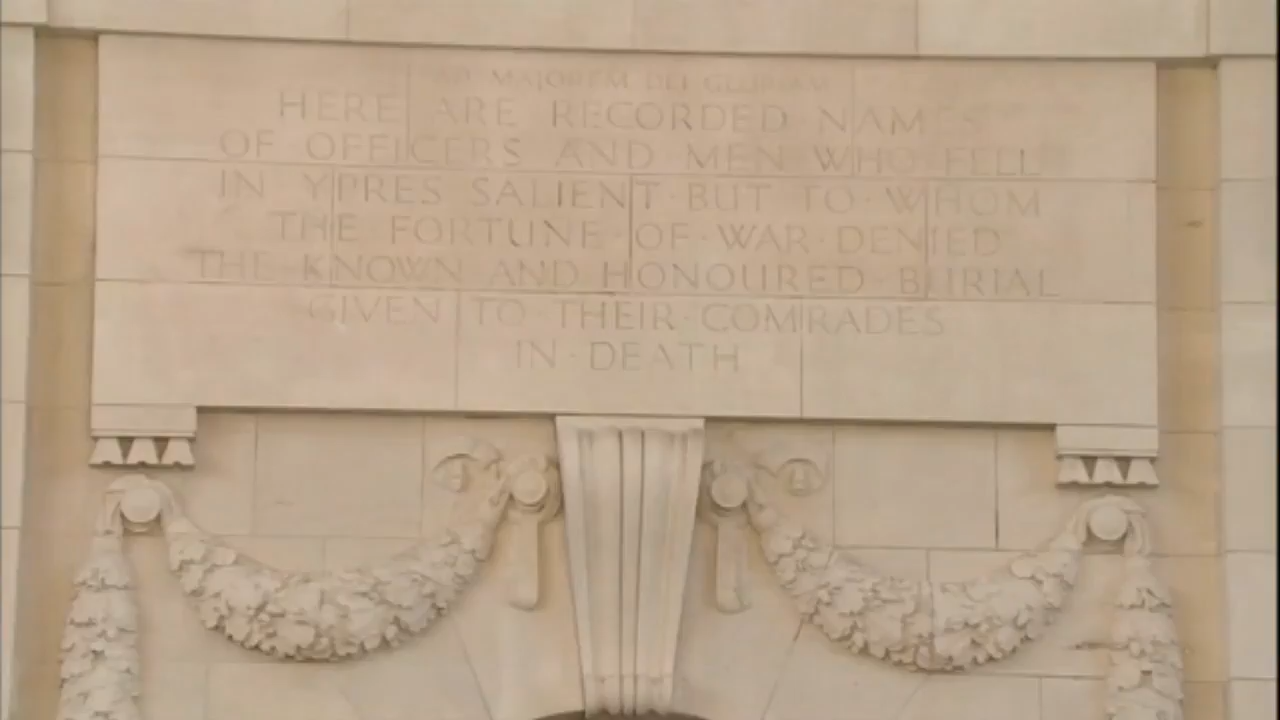 AD MAJOREM DEI GLORIAM
HERE ARE RECORDED NAMES
OF OFFICERS AND MEN WHO FELL
IN YPRES SALIENT·BUT TO·WHOM
THE FORTUNE·OF·WAR·DENIED
THE KNOWN AND HONOURED·BURIAL
GIVEN TO·THEIR·COMRADES
IN·DEATH